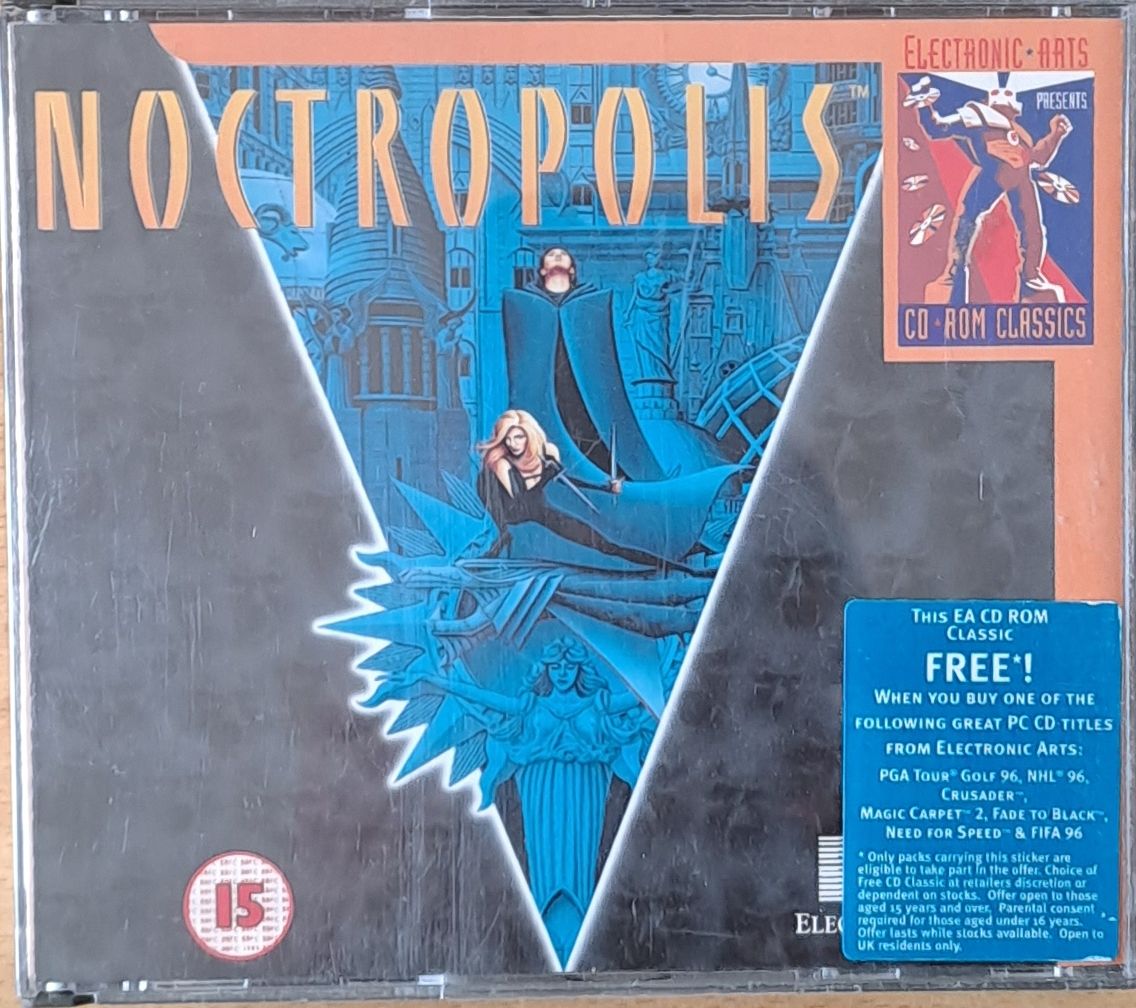 ELECTRONIC ARTS
NOCTROPOLIS™
PRESENTS
CD ROM CLASSICS
THIS EA CD ROM
CLASSIC
FREE*!
WHEN YOU BUY ONE OF THE
FOLLOWING GREAT PC CD TITLES
FROM ELECTRONIC ARTS:
PGA TOUR® GOLF 96, NHL® 96,
CRUSADER™,
MAGIC CARPET™ 2, FADE TO BLACK™,
NEED FOR SPEED™ & FIFA 96
* Only packs carrying this sticker are
eligible to take part in the offer. Choice of
Free CD Classic at retailers discretion or
dependent on stocks. Offer open to those
aged 15 years and over. Parental consent
required for those aged under 16 years.
Offer lasts while stocks available. Open to
UK residents only.
15
ELEC